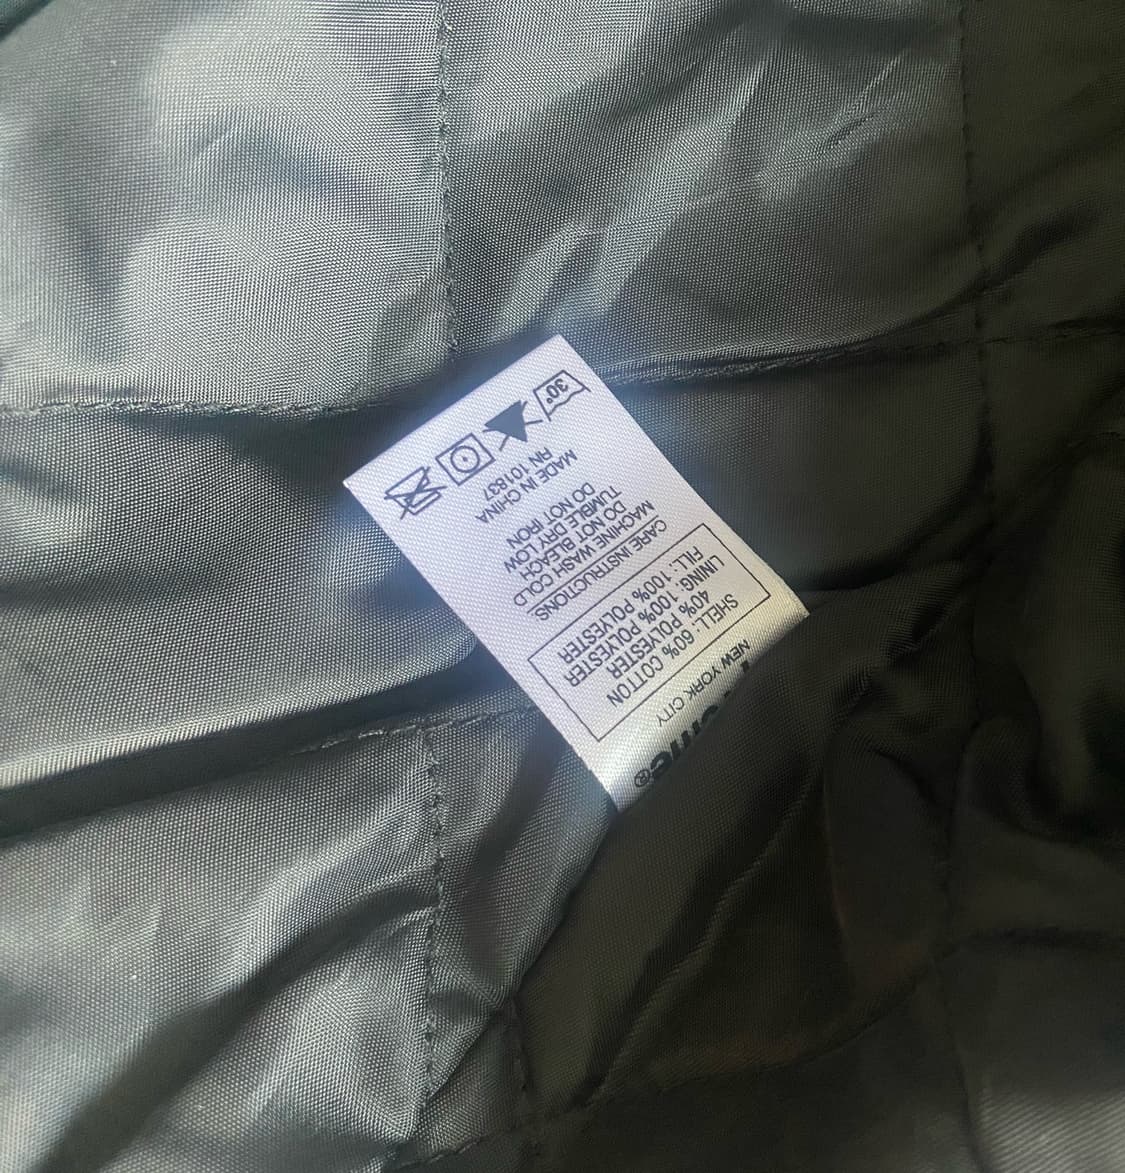 ®
NEW YORK CITY
SHELL: 60% COTTON
40% POLYESTER
LINING: 100% POLYESTER
FILL: 100% POLYESTER
CARE INSTRUCTIONS:
MACHINE WASH COLD
DO NOT BLEACH
TUMBLE DRY LOW
DO NOT IRON
RN 101837
MADE IN CHINA
30°